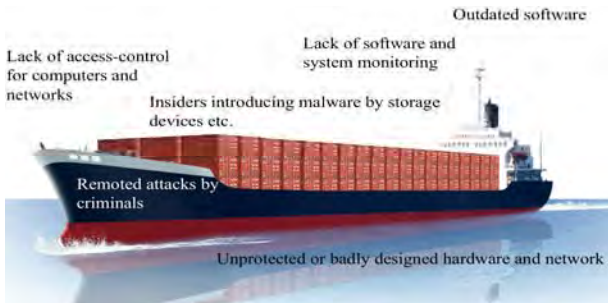 Outdated software
Lack of access-control
for computers and
networks
Lack of software and
system monitoring
Insiders introducing malware by storage
devices etc.
Remoted attacks by
criminals
Unprotected or badly designed hardware and network